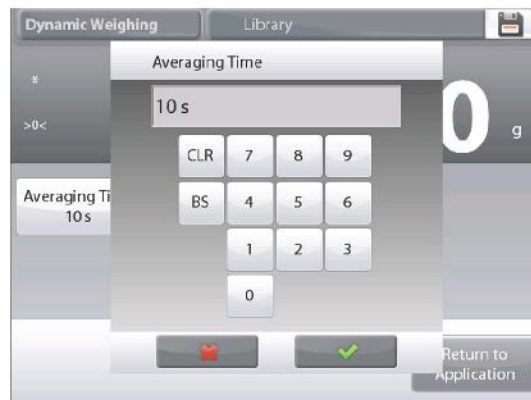 Dynamic Weighing
Library
Averaging Time
*
10 s
>0<
0
g
CLR 7 8 9
Averaging Ti
10 s
BS 4 5 6
1 2 3
0
Return to
Application